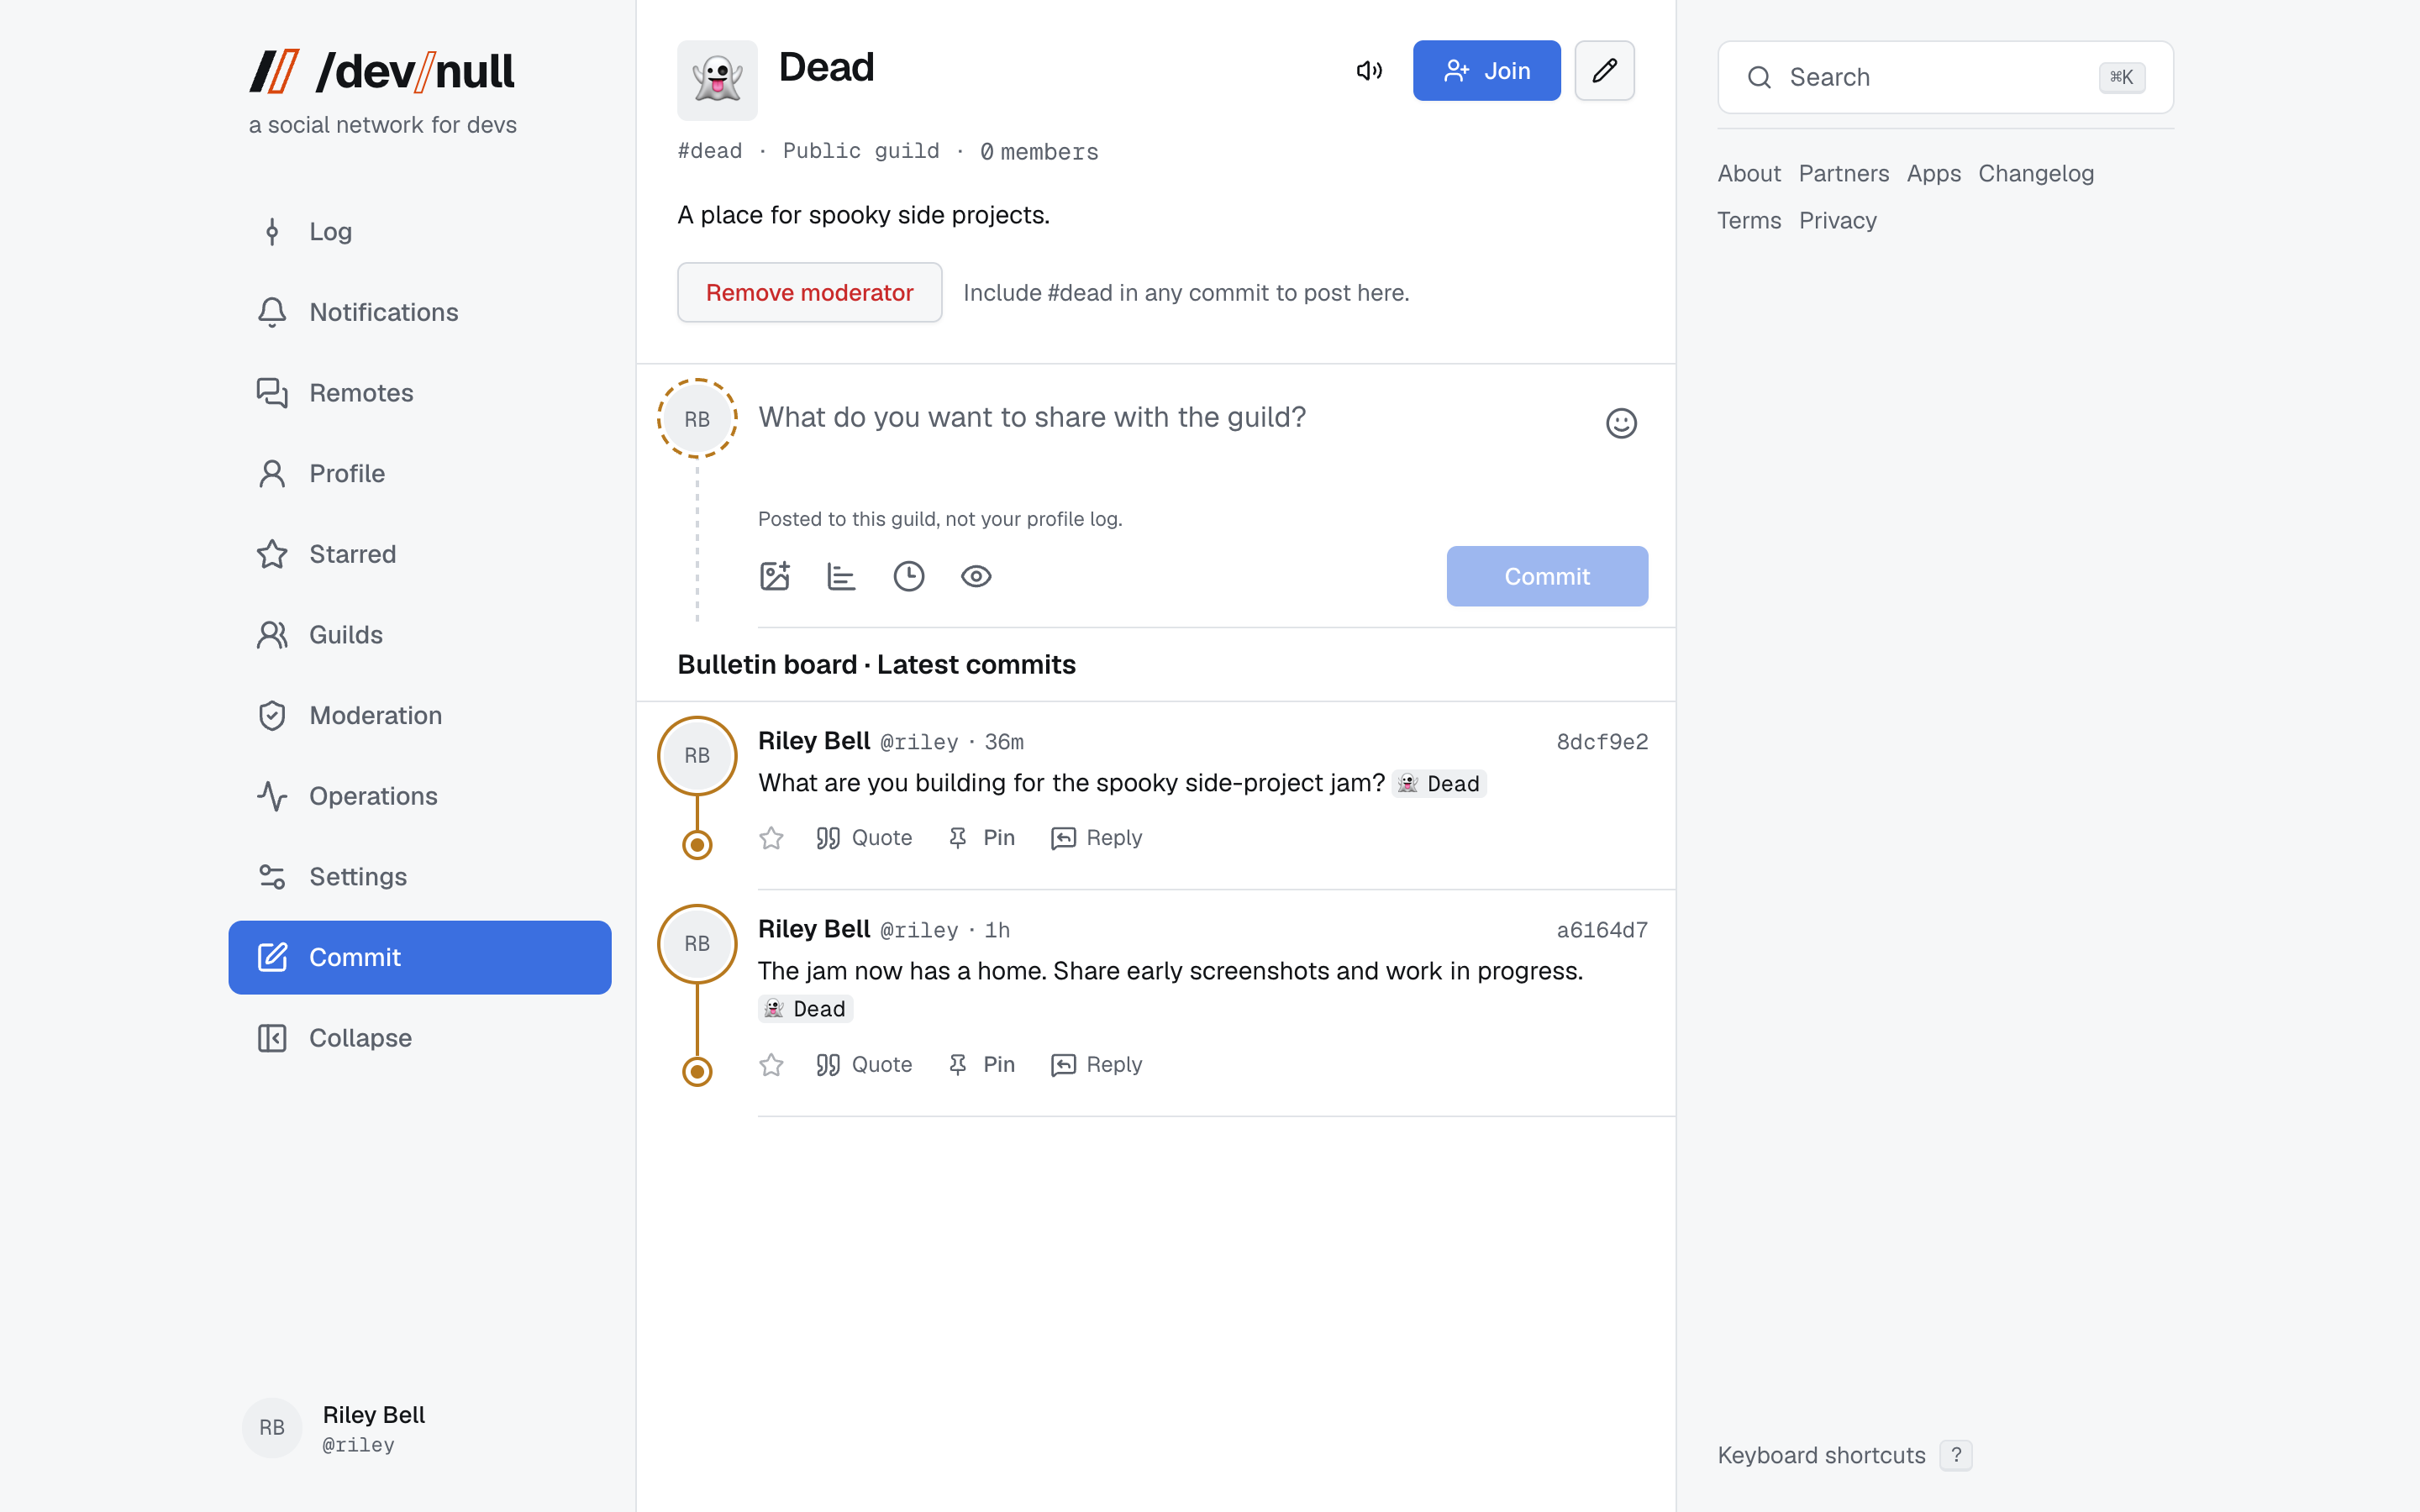 /dev/null
a social network for devs
Log
Notifications
Remotes
Profile
Starred
Guilds
Moderation
Operations
Settings
Commit
Collapse
RB
Riley Bell
@riley
Dead
Join
#dead · Public guild · 0 members
A place for spooky side projects.
Remove moderator
Include #dead in any commit to post here.
RB
What do you want to share with the guild?
Posted to this guild, not your profile log.
Commit
Bulletin board · Latest commits
RB
Riley Bell @riley · 36m
8dcf9e2
What are you building for the spooky side-project jam? 👻 Dead
Quote
Pin
Reply
RB
Riley Bell @riley · 1h
a6164d7
The jam now has a home. Share early screenshots and work in progress.
👻 Dead
Quote
Pin
Reply
Search
⌘K
About Partners Apps Changelog
Terms Privacy
Keyboard shortcuts ?